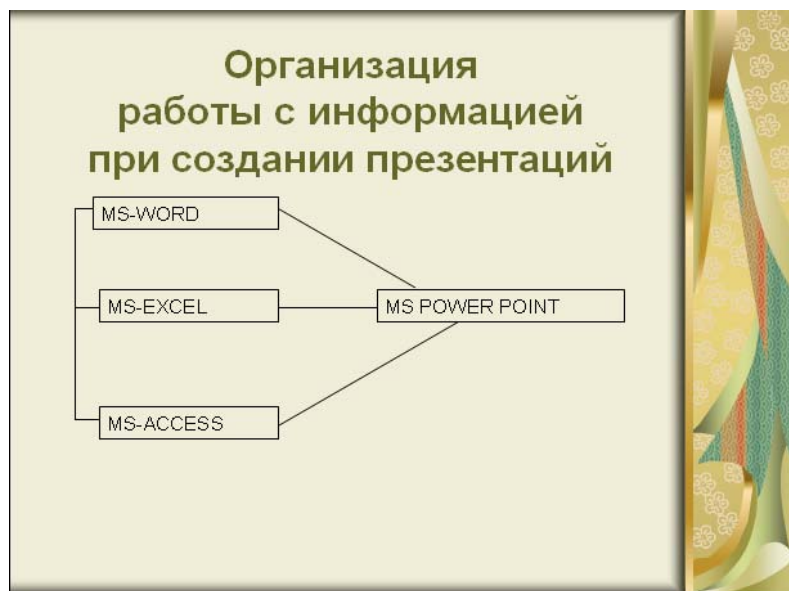 Организация
работы с информацией
при создании презентаций
MS-WORD
MS-EXCEL
MS POWER POINT
MS-ACCESS